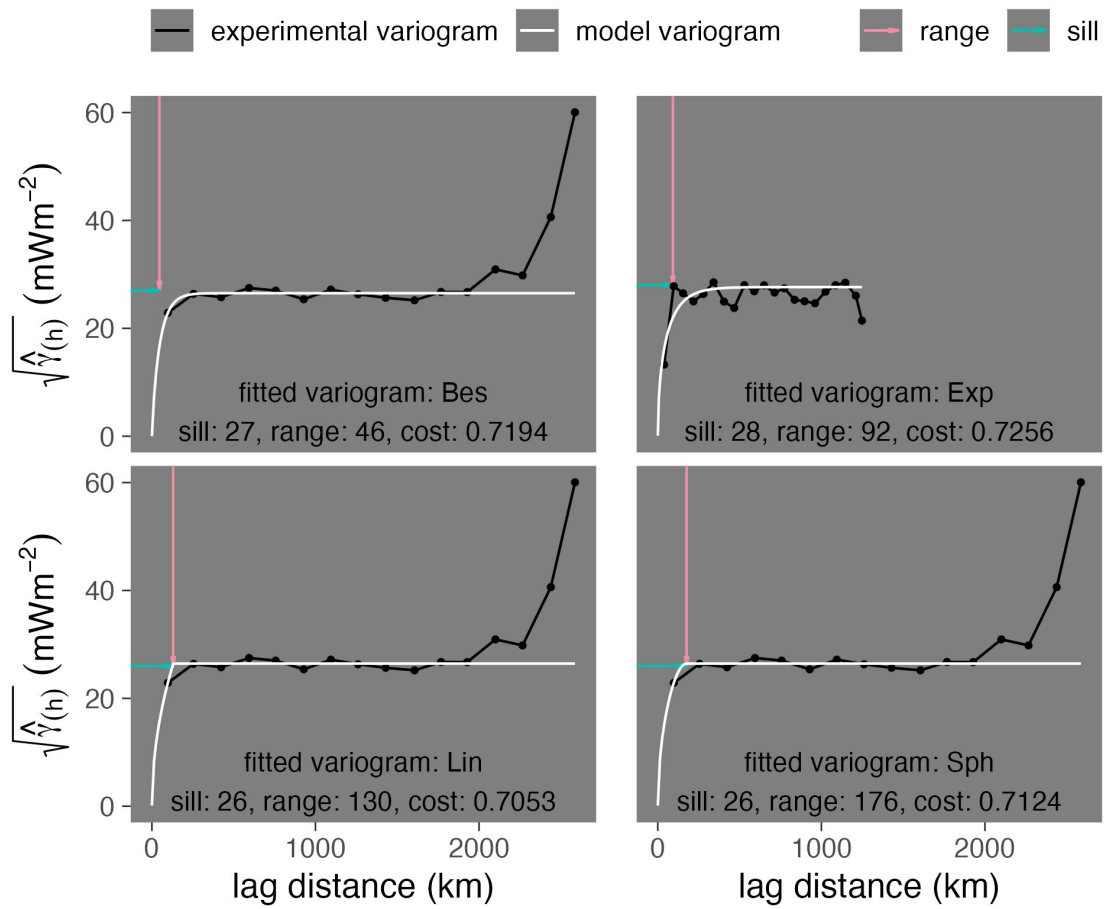 experimental variogram model variogram range sill
60
40
20
0
√γ̂(h) (mWm⁻²)
fitted variogram: Bes
sill: 27, range: 46, cost: 0.7194
fitted variogram: Exp
sill: 28, range: 92, cost: 0.7256
60
40
20
0
√γ̂(h) (mWm⁻²)
fitted variogram: Lin
sill: 26, range: 130, cost: 0.7053
fitted variogram: Sph
sill: 26, range: 176, cost: 0.7124
0 1000 2000
0 1000 2000
lag distance (km)
lag distance (km)